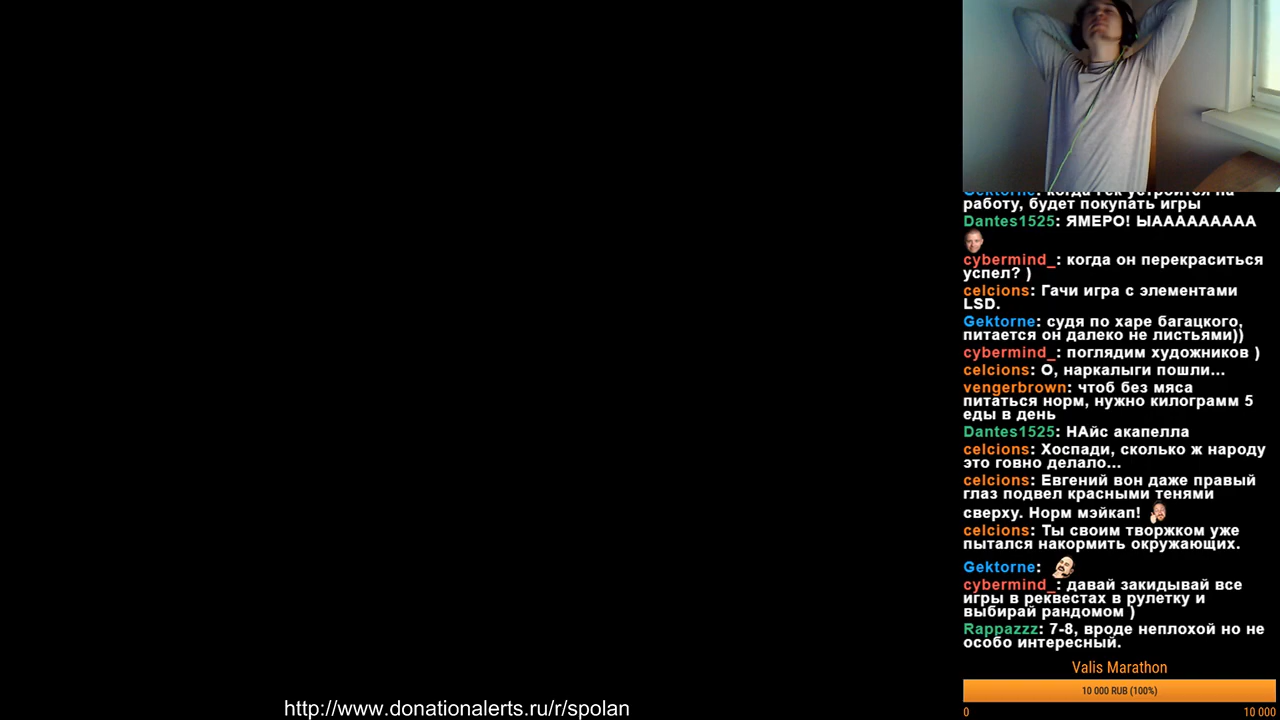 Gektorne: когда гек устроится на
работу, будет покупать игры
Dantes1525: ЯМЕРО! ЫААААААААА
cybermind_: когда он перекраситься
успел? )
celcions: Гачи игра с элементами
LSD.
Gektorne: судя по харе багацкого,
питается он далеко не листьями))
cybermind_: поглядим художников )
celcions: О, наркалыги пошли...
vengerbrown: чтоб без мяса
питаться норм, нужно килограмм 5
еды в день
Dantes1525: НАйс акапелла
celcions: Хоспади, сколько ж народу
это говно делало...
celcions: Евгений вон даже правый
глаз подвел красными тенями
сверху. Норм мэйкап!
celcions: Ты своим творжком уже
пытался накормить окружающих.
Gektorne:
cybermind_: давай закидывай все
игры в реквестах в рулетку и
выбирай рандомом )
Rappazzz: 7-8, вроде неплохой но не
особо интересный.
Valis Marathon
10 000 RUB (100%)
0 10 000
http://www.donationalerts.ru/r/spolan